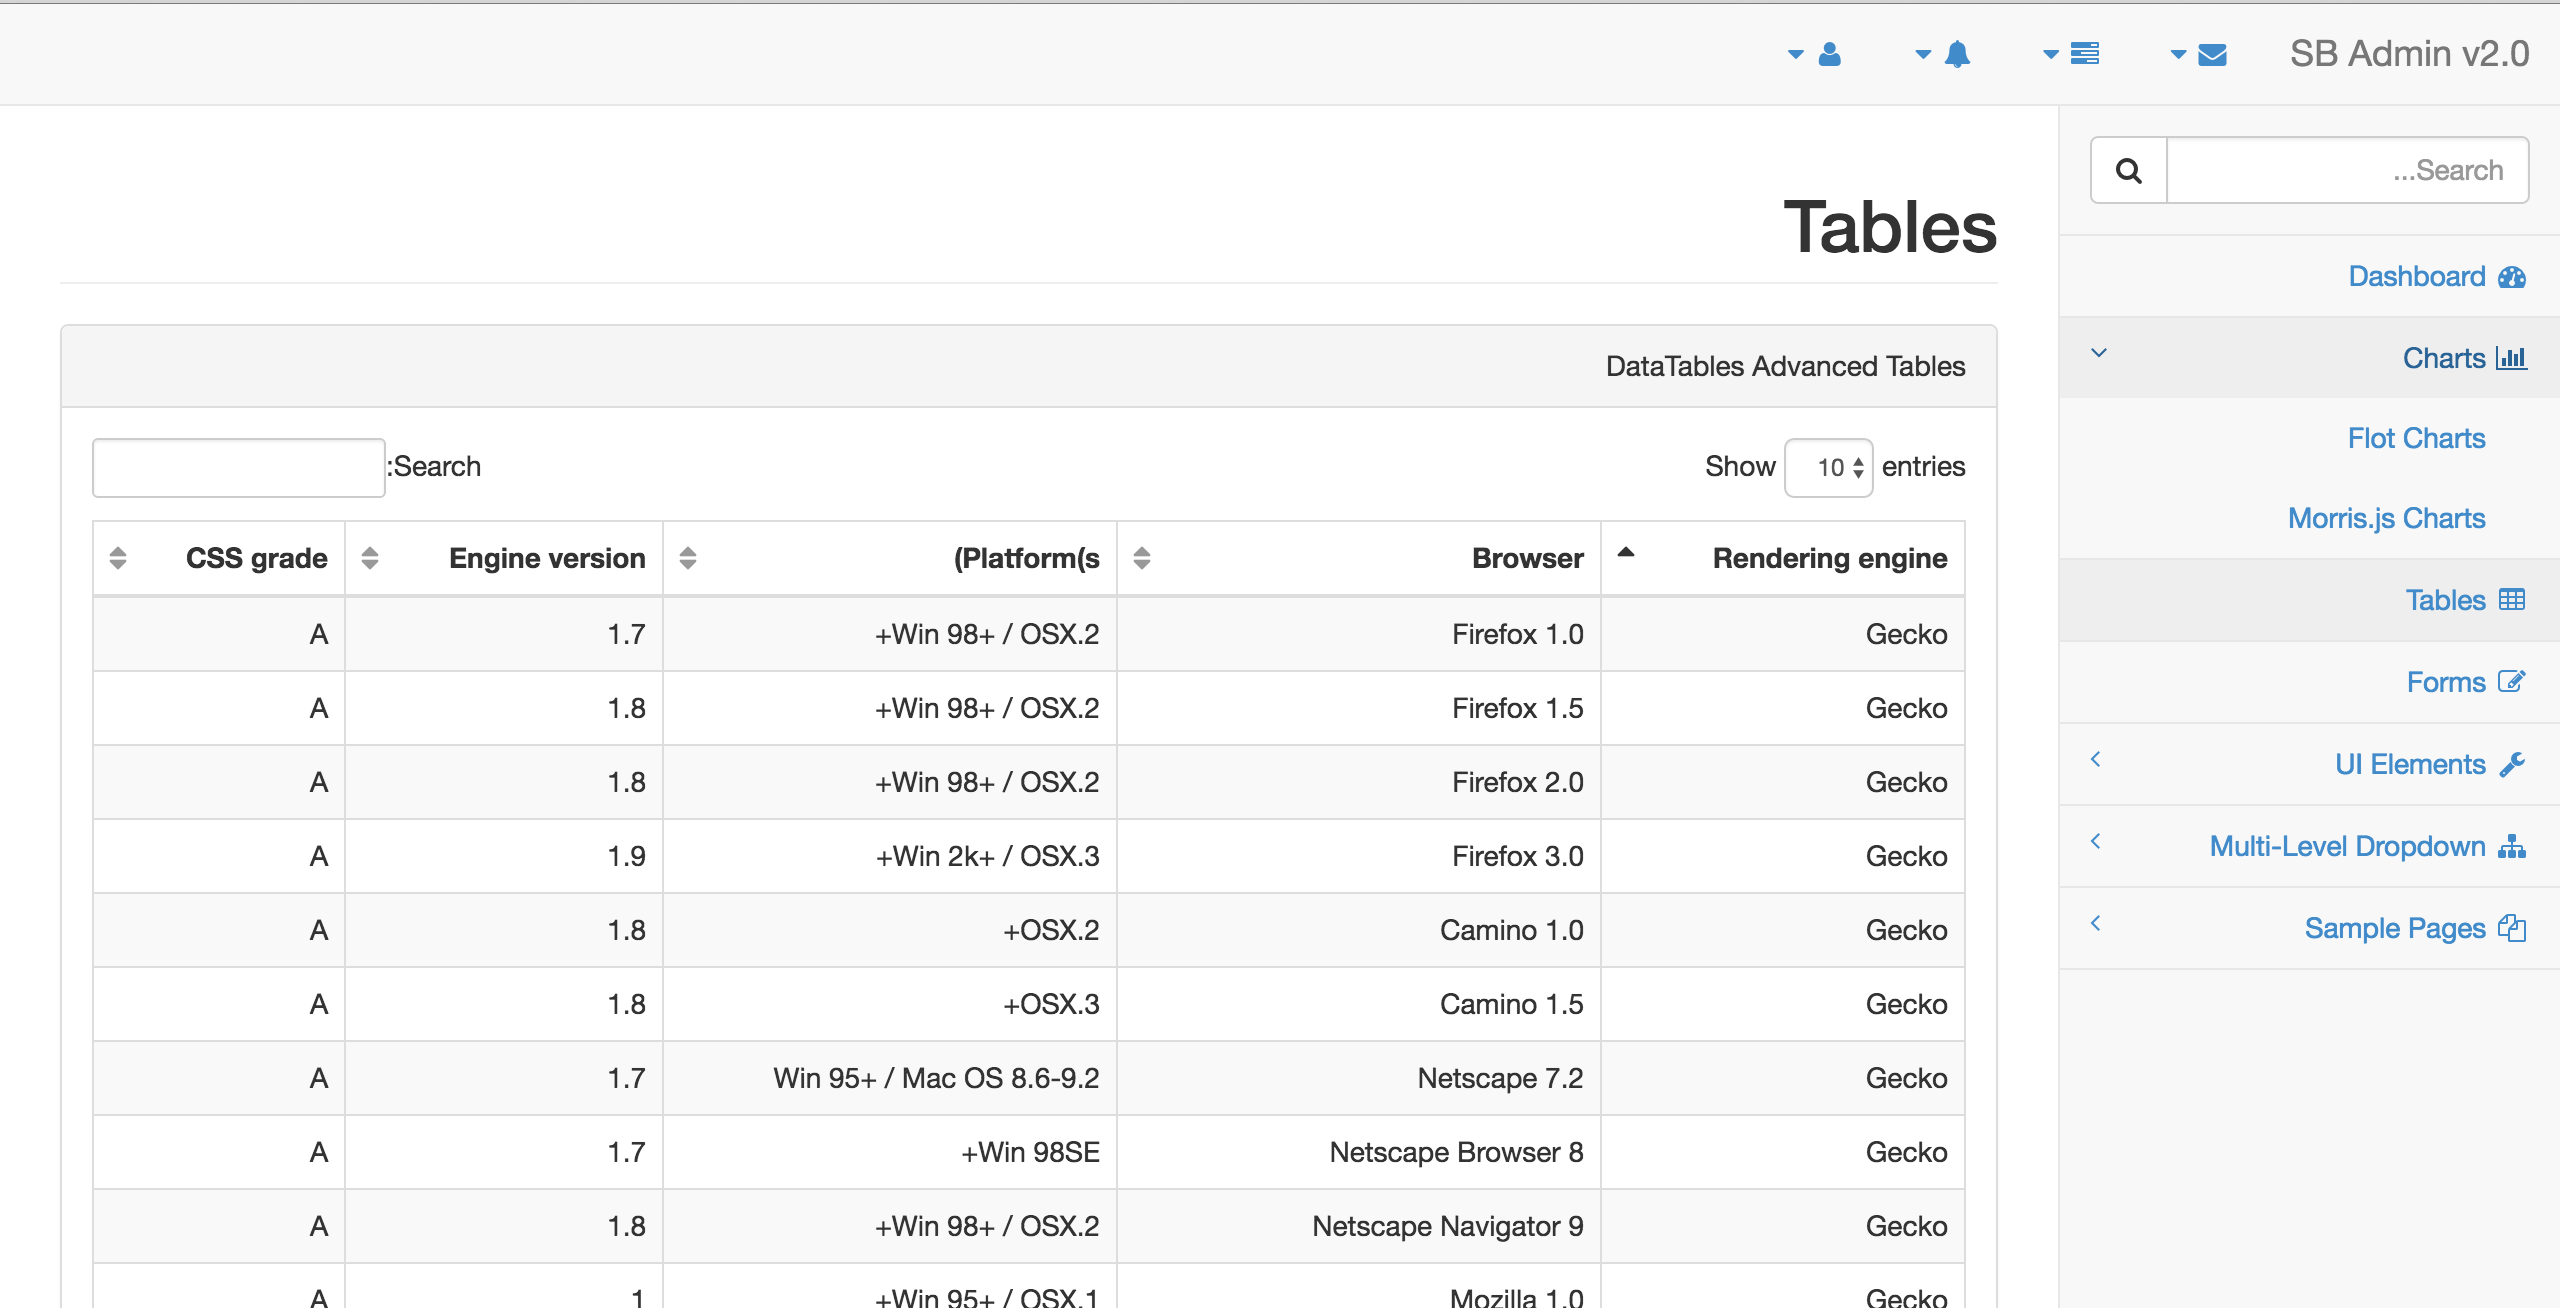 SB Admin v2.0
...Search
Dashboard
Charts
Flot Charts
Morris.js Charts
Tables
Forms
UI Elements
Multi-Level Dropdown
Sample Pages
Tables
DataTables Advanced Tables
Show 10 entries
:Search
Rendering engine Browser (Platform(s Engine version CSS grade
Gecko Firefox 1.0 +Win 98+ / OSX.2 1.7 A
Gecko Firefox 1.5 +Win 98+ / OSX.2 1.8 A
Gecko Firefox 2.0 +Win 98+ / OSX.2 1.8 A
Gecko Firefox 3.0 +Win 2k+ / OSX.3 1.9 A
Gecko Camino 1.0 +OSX.2 1.8 A
Gecko Camino 1.5 +OSX.3 1.8 A
Gecko Netscape 7.2 Win 95+ / Mac OS 8.6-9.2 1.7 A
Gecko Netscape Browser 8 +Win 98SE 1.7 A
Gecko Netscape Navigator 9 +Win 98+ / OSX.2 1.8 A
Gecko Mozilla 1.0 +Win 95+ / OSX.1 1 A